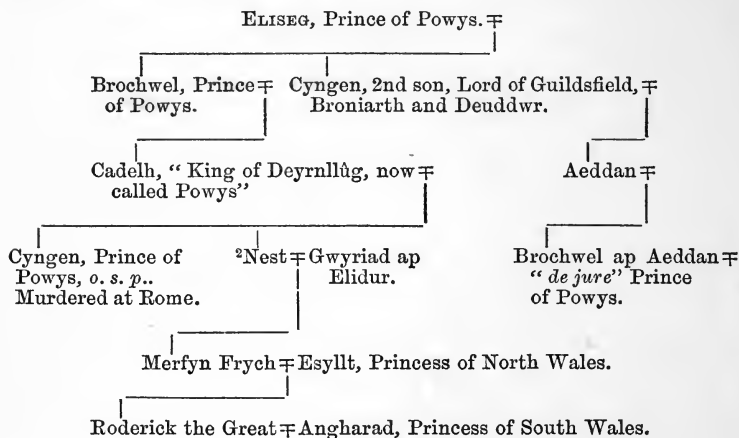 ELISEG, Prince of Powys.
Brochwel, Prince of Powys.
Cyngen, 2nd son, Lord of Guildsfield, Broniarth and Deuddwr.
Cadelh, “ King of Deyrnllûg, now called Powys”
Aeddan
Cyngen, Prince of Powys, o. s. p.. Murdered at Rome.
²Nest
Gwyriad ap Elidur.
Brochwel ap Aeddan “ de jure” Prince of Powys.
Merfyn Frych
Esyllt, Princess of North Wales.
Roderick the Great
Angharad, Princess of South Wales.